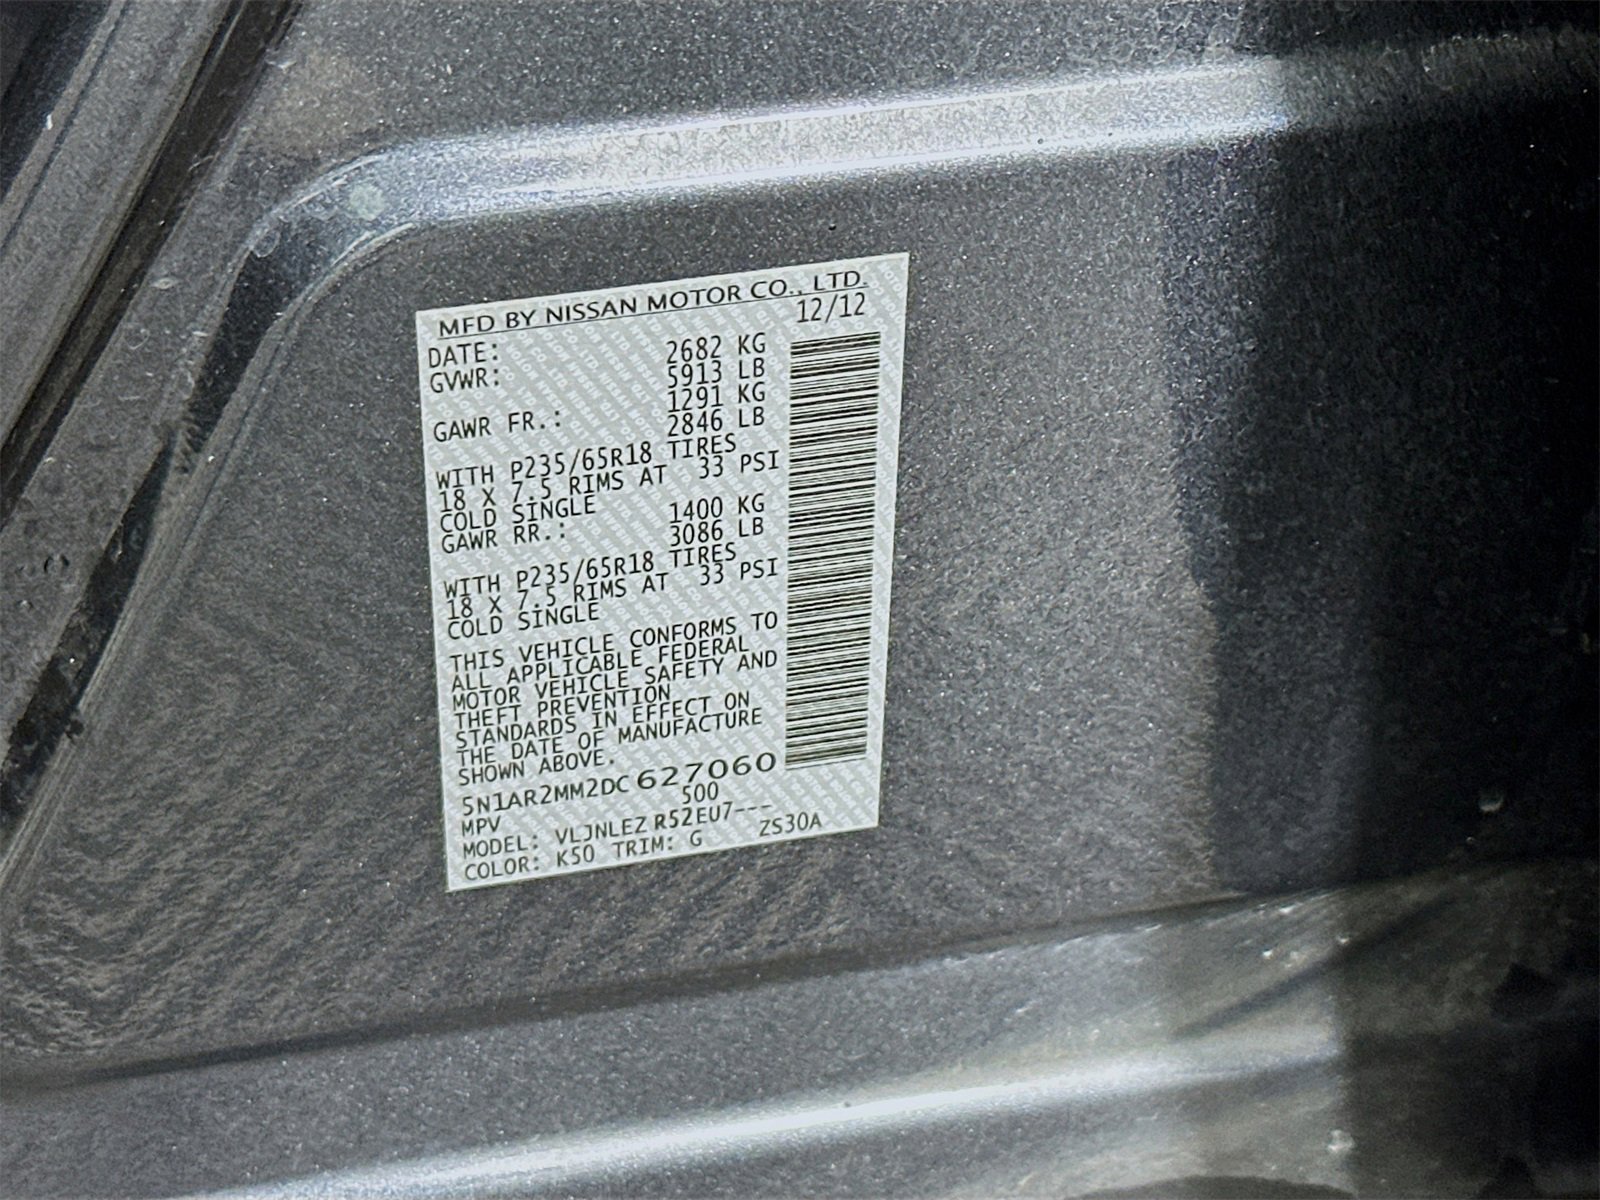 MFD BY NISSAN MOTOR CO., LTD.
DATE: 12/12
GVWR: 2682 KG
5913 LB
GAWR FR.: 1291 KG
2846 LB
WITH P235/65R18 TIRES
18 X 7.5 RIMS AT 33 PSI
COLD SINGLE
GAWR RR.: 1400 KG
3086 LB
WITH P235/65R18 TIRES
18 X 7.5 RIMS AT 33 PSI
COLD SINGLE
THIS VEHICLE CONFORMS TO
ALL APPLICABLE FEDERAL
MOTOR VEHICLE SAFETY AND
THEFT PREVENTION
STANDARDS IN EFFECT ON
THE DATE OF MANUFACTURE
SHOWN ABOVE.
5N1AR2MM2DC627060
MPV 500
MODEL: VLJNLEZ R52EU7---
COLOR: K50 TRIM: G ZS30A